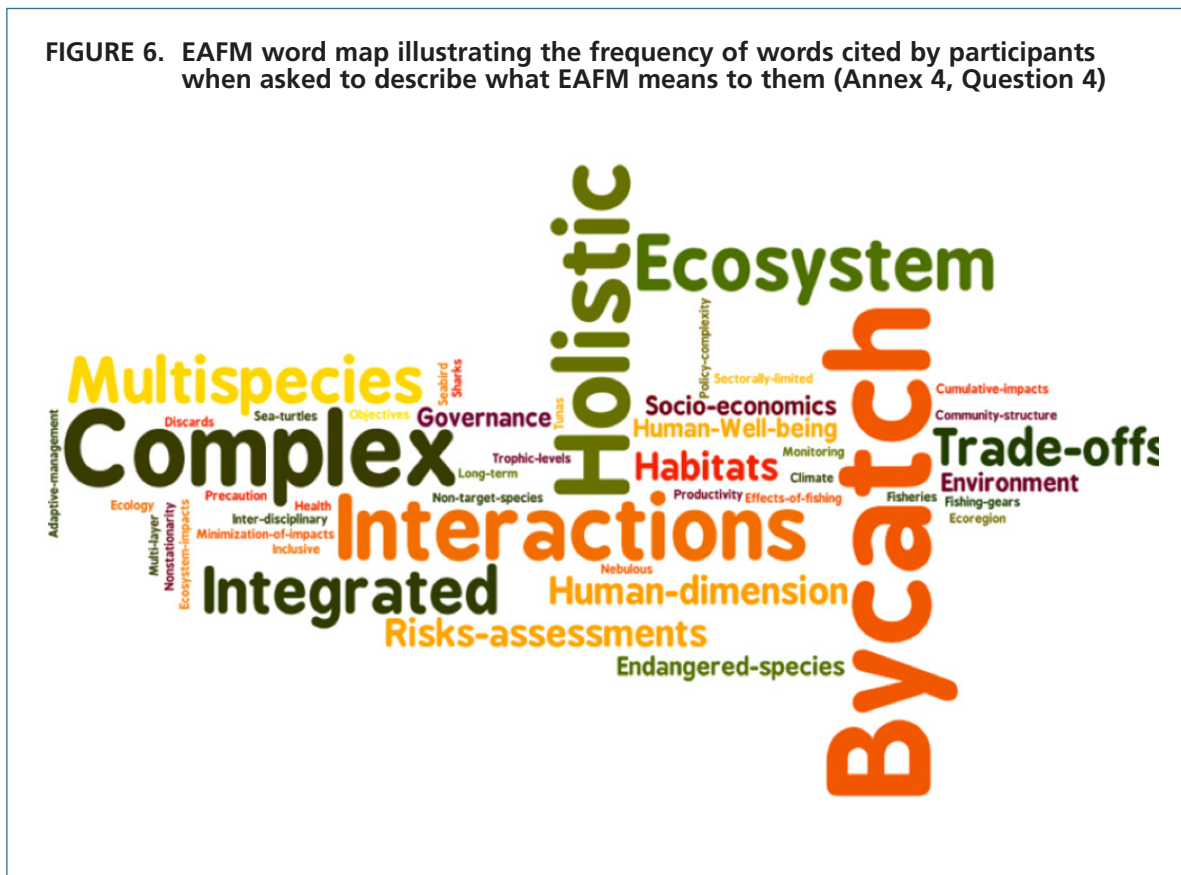 FIGURE 6. EAFM word map illustrating the frequency of words cited by participants
when asked to describe what EAFM means to them (Annex 4, Question 4)
Holistic
Ecosystem
Policy-complexity
Bycatch
Multispecies
Seabird
Sharks
Sectorally-limited
Cumulative-impacts
Adaptive-management
Discards
Sea-turtles
Objectives
Governance
Tunas
Socio-economics
Community-structure
Complex
Human-Well-being
Trade-offs
Trophic-levels
Monitoring
Long-term
Habitats
Climate
Environment
Ecology
Precaution
Health
Non-target-species
Productivity
Effects-of-fishing
Fisheries
Fishing-gears
Multi-layer
Nonstationarity
Ecosystem-impacts
Inter-disciplinary
Interactions
Ecoregion
Minimization-of-impacts
Inclusive
Nebulous
Integrated
Human-dimension
Risks-assessments
Endangered-species